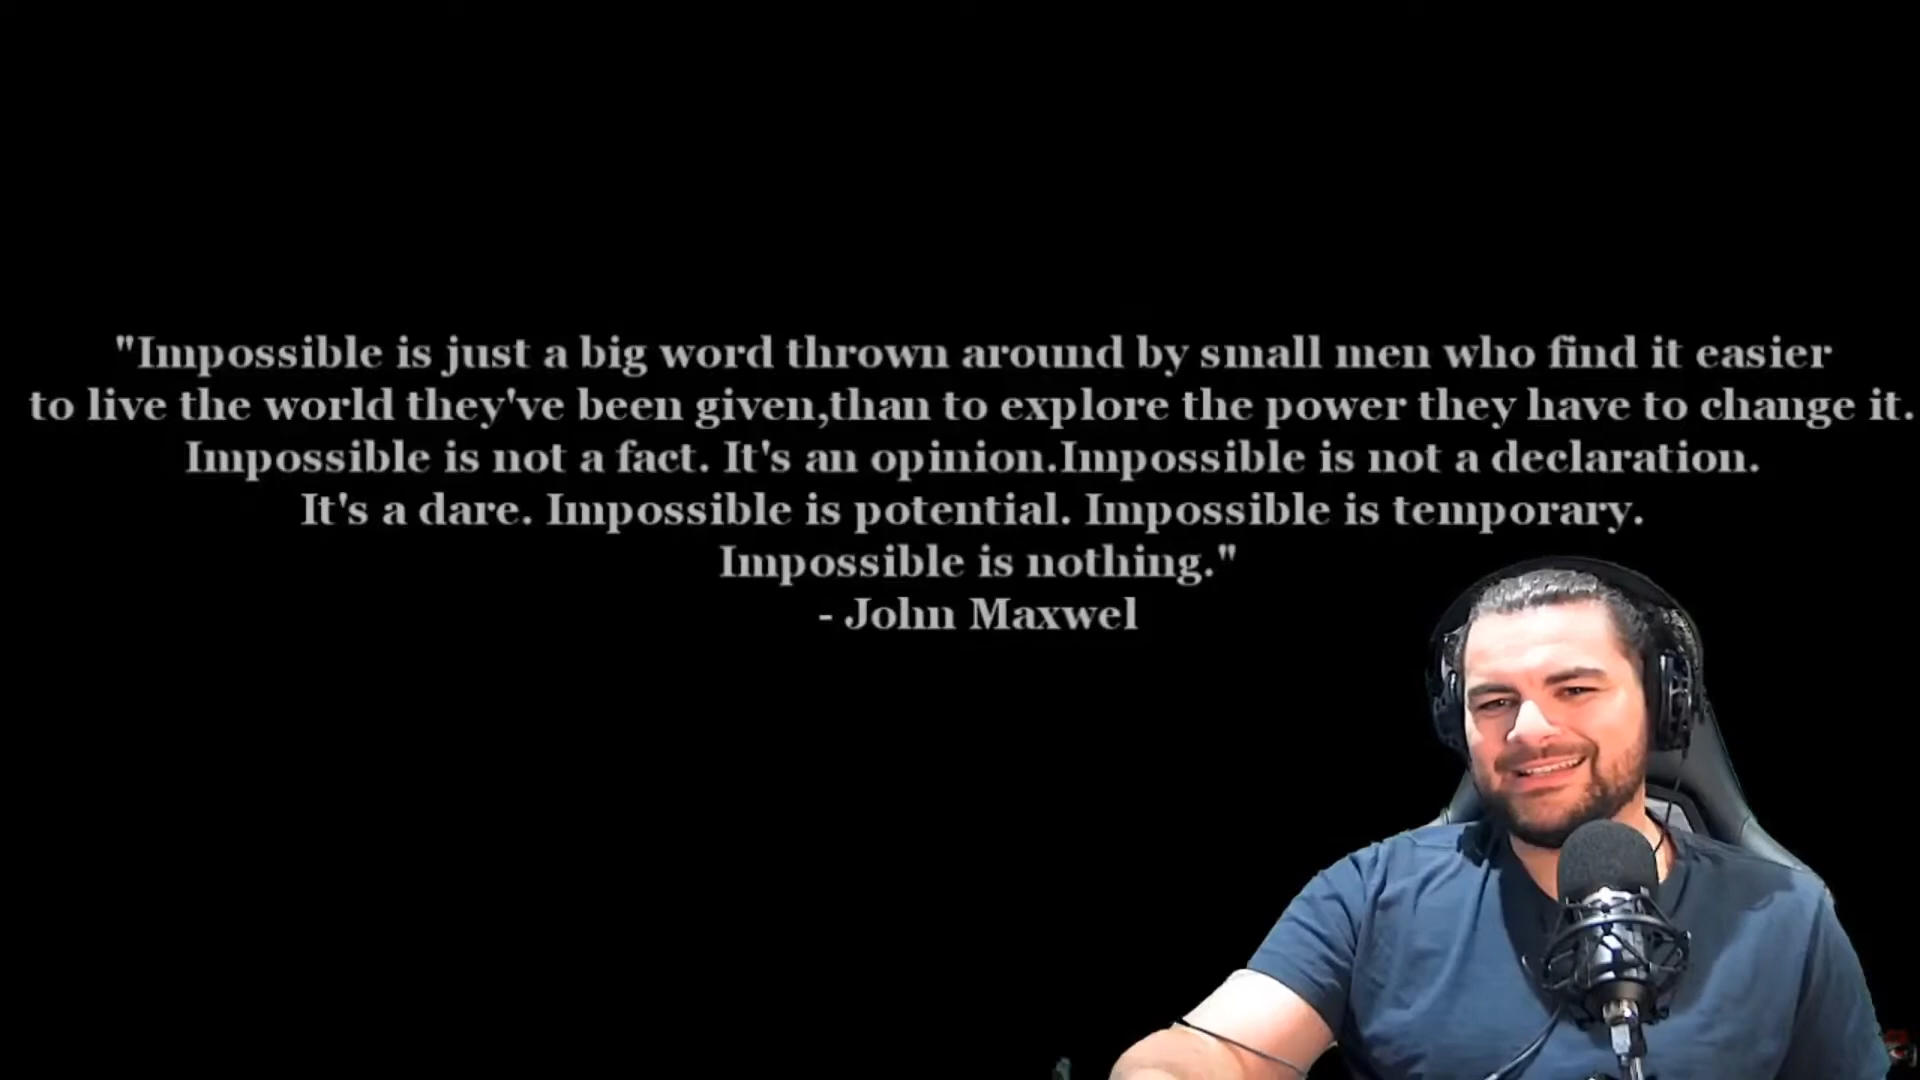 "Impossible is just a big word thrown around by small men who find it easier
to live the world they've been given,than to explore the power they have to change it.
Impossible is not a fact. It's an opinion.Impossible is not a declaration.
It's a dare. Impossible is potential. Impossible is temporary.
Impossible is nothing."
- John Maxwel